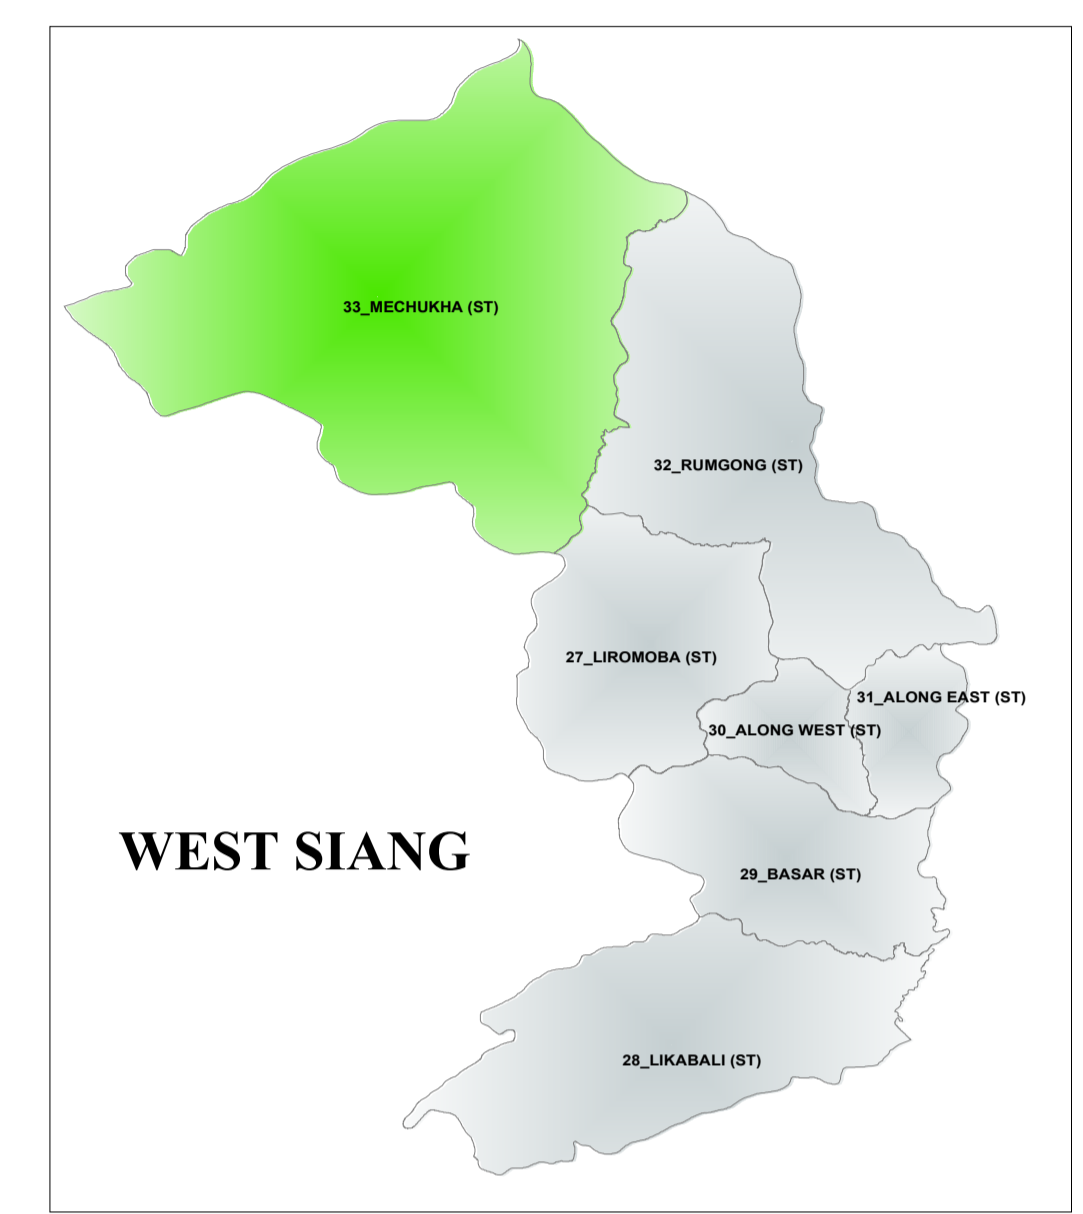 33_MECHUKHA (ST)
32_RUMGONG (ST)
27_LIROMOBA (ST)
31_ALONG EAST (ST)
30_ALONG WEST (ST)
WEST SIANG
29_BASAR (ST)
28_LIKABALI (ST)